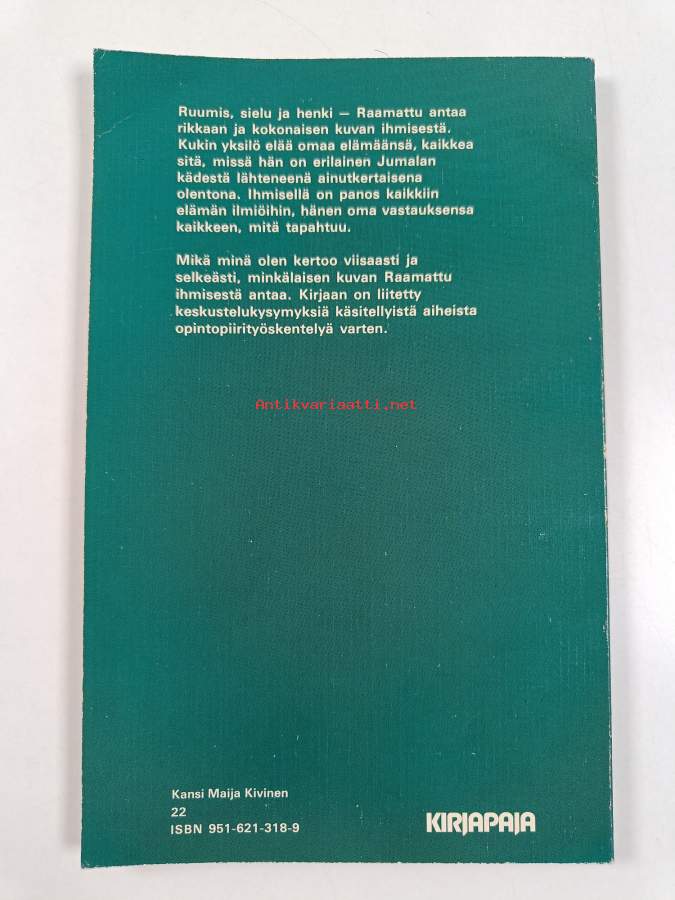 Ruumis, sielu ja henki — Raamattu antaa
rikkaan ja kokonaisen kuvan ihmisestä.
Kukin yksilö elää omaa elämäänsä, kaikkea
sitä, missä hän on erilainen Jumalan
kädestä lähteneenä ainutkertaisena
olentona. Ihmisellä on panos kaikkiin
elämän ilmiöihin, hänen oma vastauksensa
kaikkeen, mitä tapahtuu.
Mikä minä olen kertoo viisaasti ja
selkeästi, minkälaisen kuvan Raamattu
ihmisestä antaa. Kirjaan on liitetty
keskustelukysymyksiä käsitellyistä aiheista
opintopiirityöskentelyä varten.
Antikvariaatti.net
Kansi Maija Kivinen
22
ISBN 951-621-318-9
KIRJAPAJA